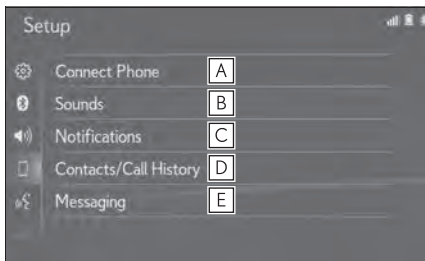 Setup
Connect Phone A
Sounds B
Notifications C
Contacts/Call History D
Messaging E